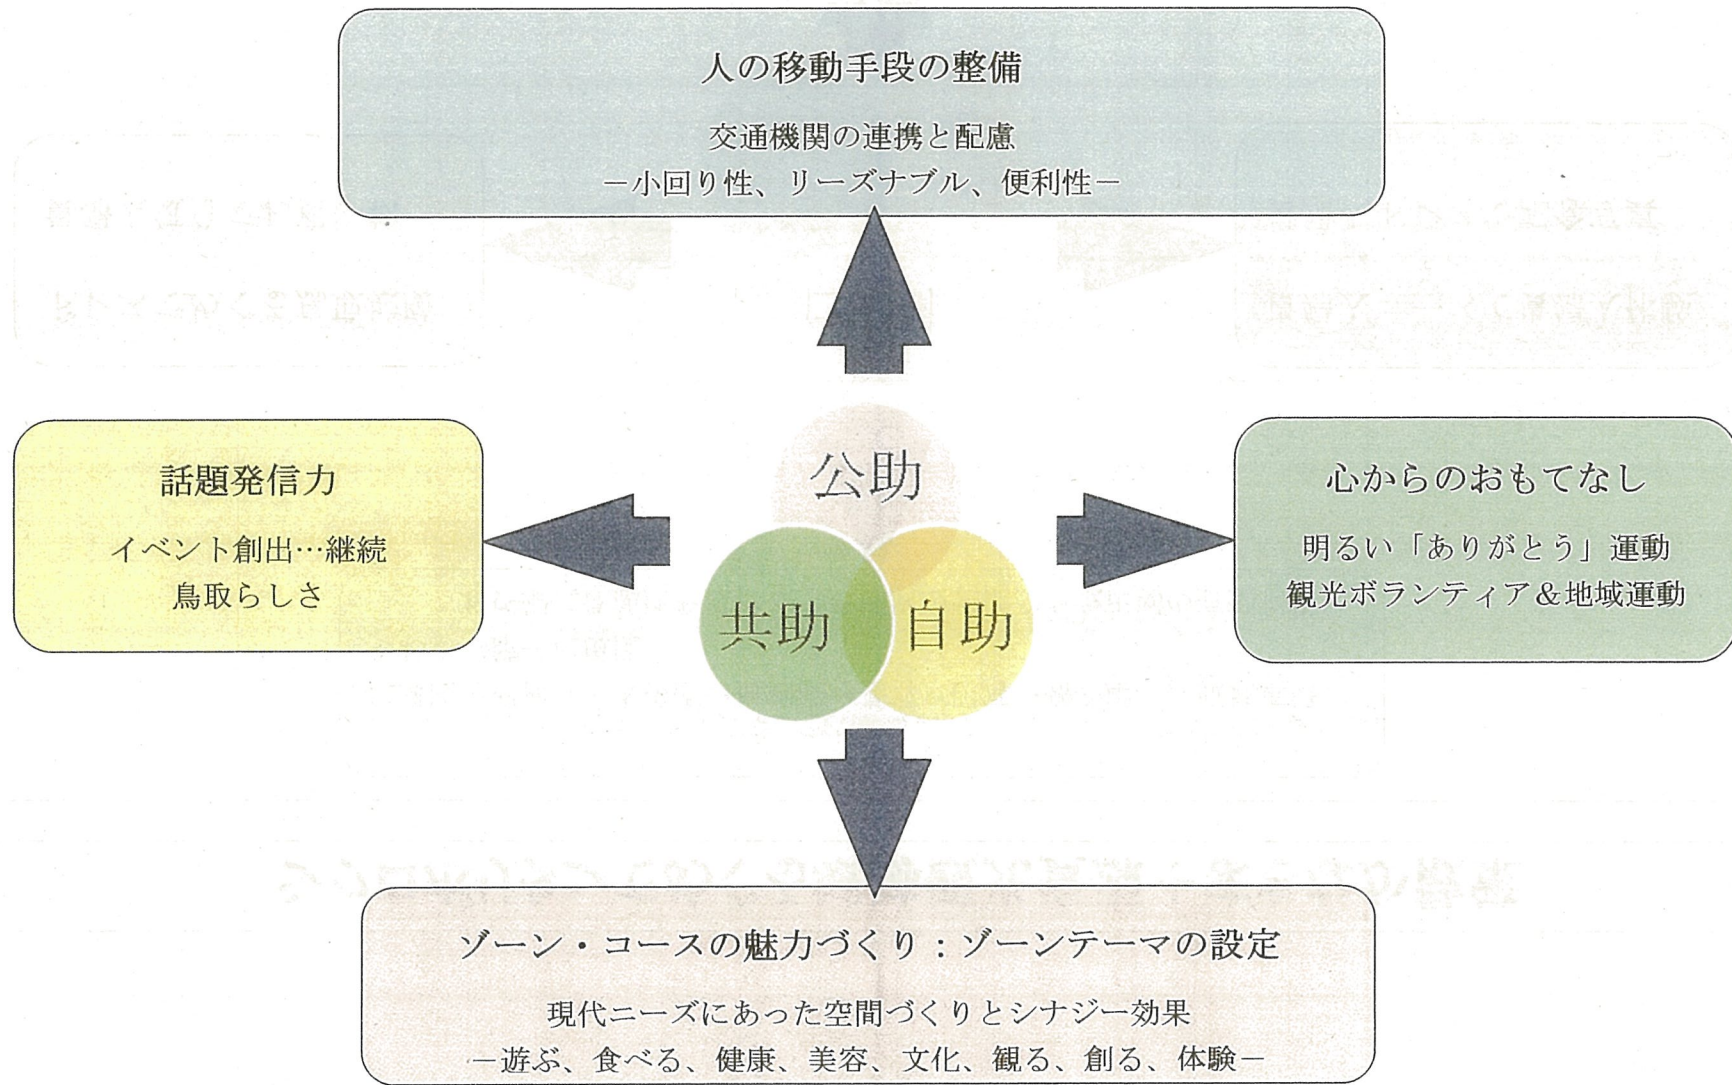 人の移動手段の整備
交通機関の連携と配慮
－小回り性、リーズナブル、便利性－
話題発信力
イベント創出…継続
鳥取らしさ
公助
共助
自助
心からのおもてなし
明るい「ありがとう」運動
観光ボランティア＆地域運動
ゾーン・コースの魅力づくり：ゾーンテーマの設定
現代ニーズにあった空間づくりとシナジー効果
－遊ぶ、食べる、健康、美容、文化、観る、創る、体験－